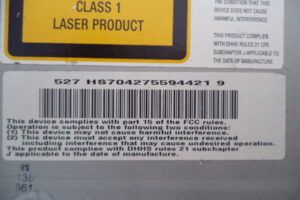 CLASS 1
LASER PRODUCT
THE CONDITION THAT THIS
DEVICE DOES NOT CAUSE
HARMFUL INTERFERENCE.
THIS PRODUCT COMPLIES
WITH DHHS RULES 21 CFR
SUBCHAPTER J APPLICABLE TO
THE DATE OF MANUFACTURE.
527 HS704275594421 9
This device complies with part 15 of the FCC rules.
Operation is subject to the following two conditions:
(1) This device may not cause harmful interference.
(2) This device must accept any interference received
including interference that may cause undesired operation.
This product complies with DHHS rules 21 subchapter
J applicable to the date of manufacture.
M
136
861